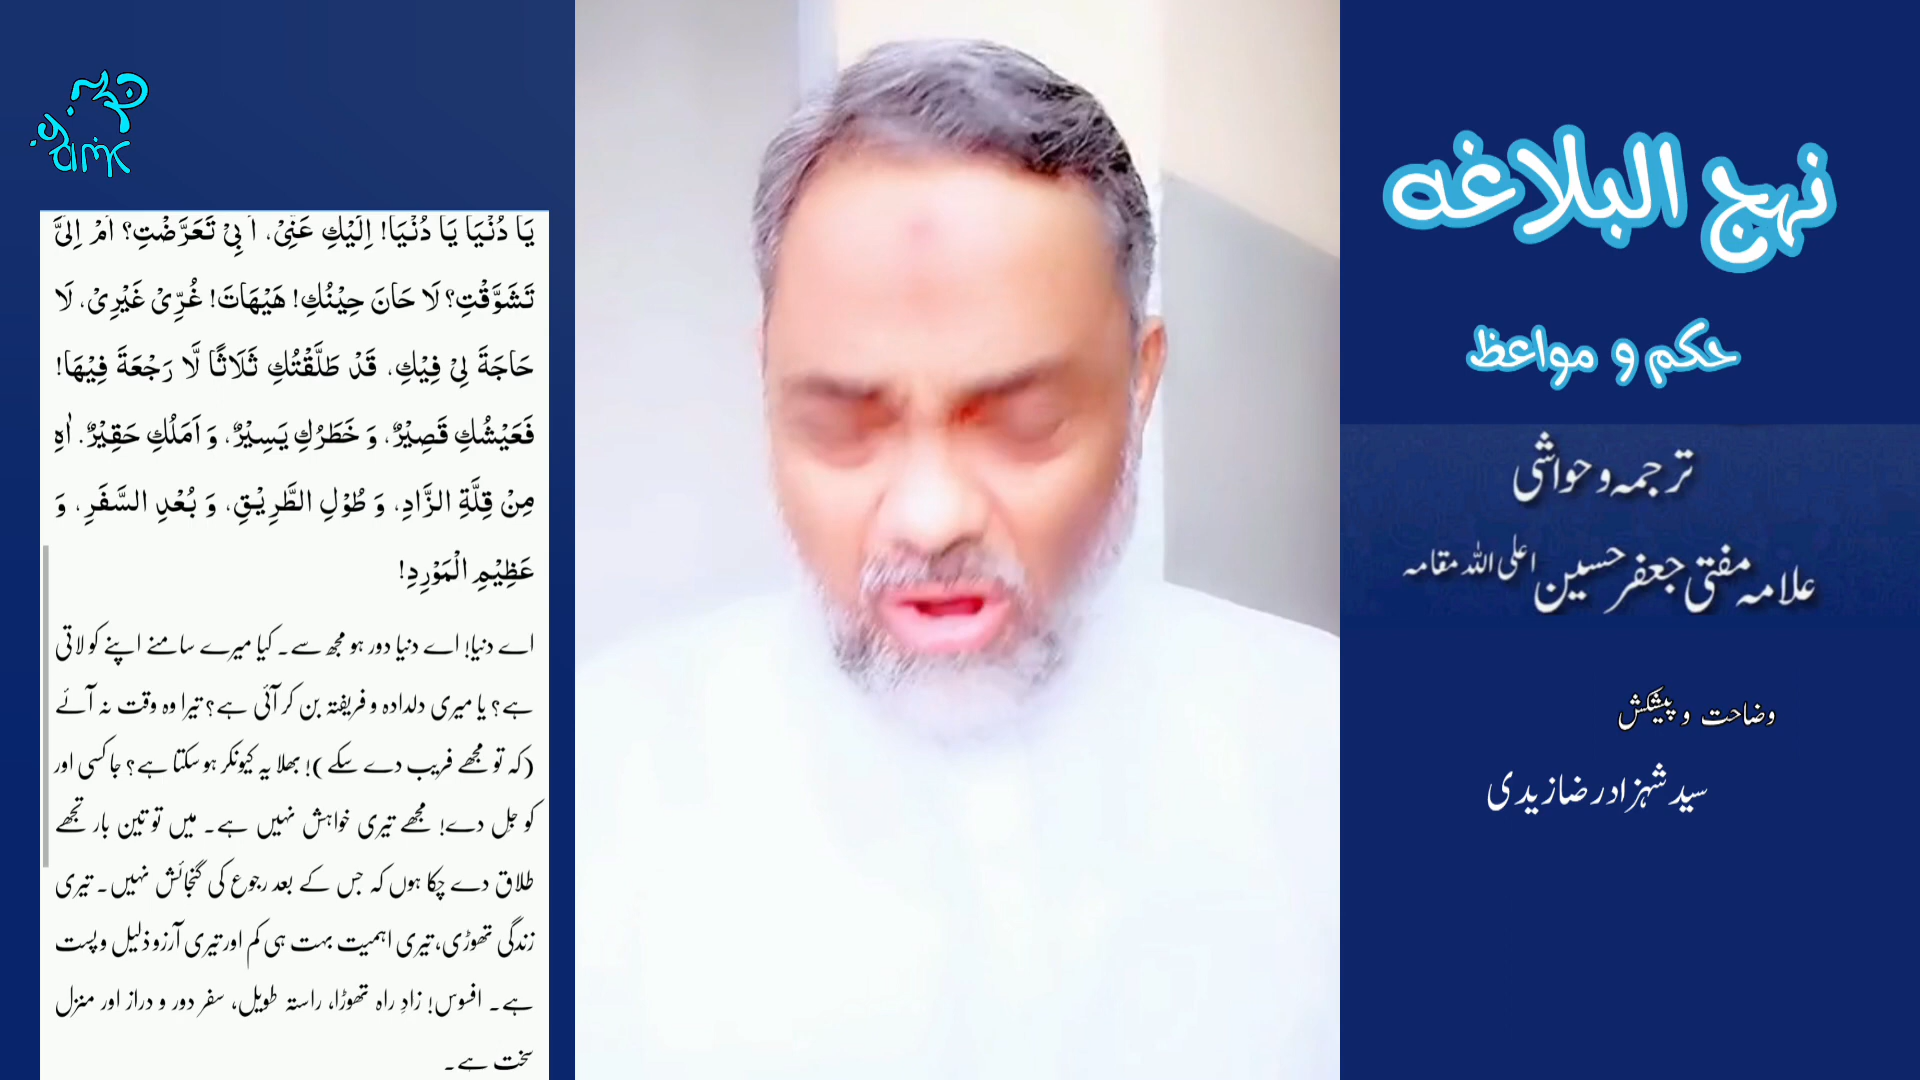 يَا دُنْيَا يَا دُنْيَا! اِلَيْكِ عَنِّیْ، اَ بِیْ تَعَرَّضْتِ؟ اَمْ اِلَیَّ
تَشَوَّقْتِ؟ لَا حَانَ حِيْنُكِ! هَيْهَاتَ! غُرِّیْ غَيْرِیْ، لَا
حَاجَةَ لِیْ فِيْكِ، قَدْ طَلَّقْتُكِ ثَلَاثًا لَّا رَجْعَةَ فِيْهَا!
فَعَيْشُكِ قَصِيْرٌ، وَ خَطَرُكِ يَسِيْرٌ، وَ اَمَلُكِ حَقِيْرٌ. اٰهِ
مِنْ قِلَّةِ الزَّادِ، وَ طُوْلِ الطَّرِيْقِ، وَ بُعْدِ السَّفَرِ، وَ
عَظِيْمِ الْمَوْرِدِ!
اے دنیا! اے دنیا دور ہو مجھ سے۔ کیا میرے سامنے اپنے کو لاتی
ہے؟ یا میری دلدادہ و فریفتہ بن کر آئی ہے؟ تیرا وہ وقت نہ آئے
(کہ تو مجھے فریب دے سکے)! بھلا یہ کیونکر ہو سکتا ہے؟ جا کسی اور
کو جُل دے! مجھے تیری خواہش نہیں ہے۔ میں تو تین بار تجھے
طلاق دے چکا ہوں کہ جس کے بعد رجوع کی گنجائش نہیں۔ تیری
زندگی تھوڑی، تیری اہمیت بہت ہی کم اور تیری آرزو ذلیل و پست
ہے۔ افسوس! زادِ راہ تھوڑا، راستہ طویل، سفر دور و دراز اور منزل
سخت ہے۔
نهج البلاغه
حکم و مواعظ
ترجمہ و حواشی
علامہ مفتی جعفر حسین اعلی اللہ مقامہ
وضاحت و پیشکش
سید شہزاد رضا زیدی